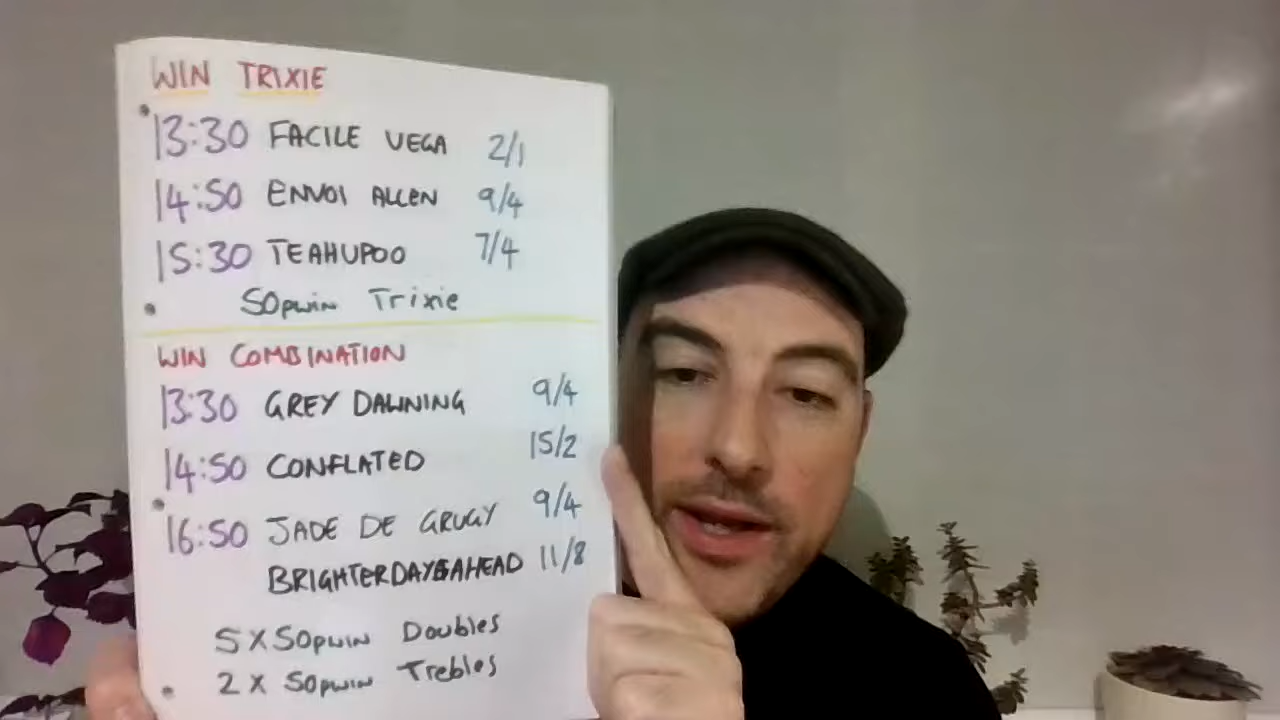 WIN TRIXIE
13:30 FACILE VEGA 2/1
14:50 ENVOI ALLEN 9/4
15:30 TEAHUPOO 7/4
50pwin Trixie
WIN COMBINATION
13:30 GREY DAWNING 9/4
14:50 CONFLATED 15/2
16:50 JADE DE GRUGY 9/4
BRIGHTERDAYSAHEAD 11/8
5 X 50pwin Doubles
2 X 50pwin Trebles